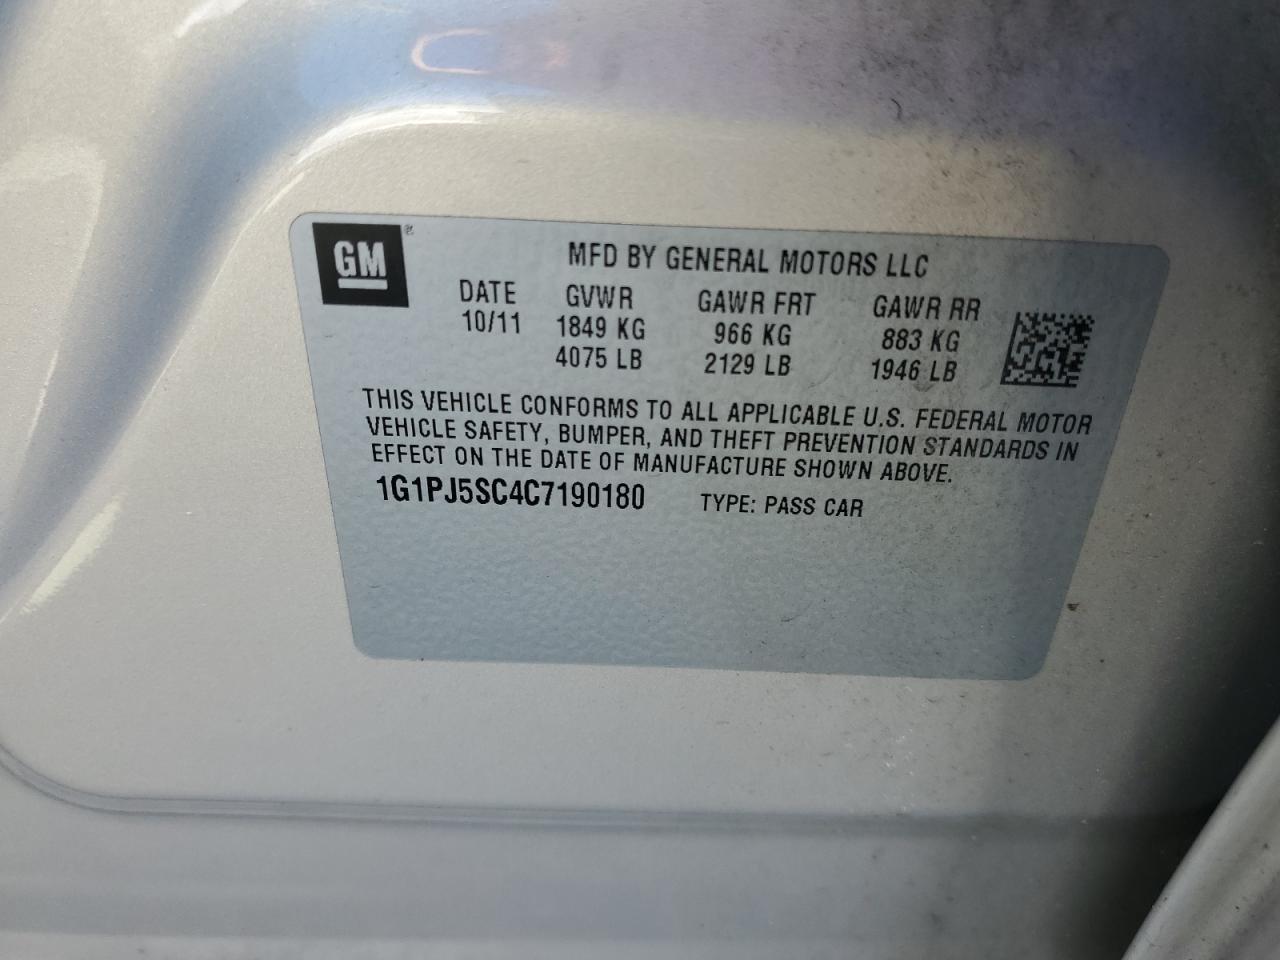 GM®
MFD BY GENERAL MOTORS LLC
DATE GVWR GAWR FRT GAWR RR
10/11 1849 KG 966 KG 883 KG
4075 LB 2129 LB 1946 LB
THIS VEHICLE CONFORMS TO ALL APPLICABLE U.S. FEDERAL MOTOR
VEHICLE SAFETY, BUMPER, AND THEFT PREVENTION STANDARDS IN
EFFECT ON THE DATE OF MANUFACTURE SHOWN ABOVE.
1G1PJ5SC4C7190180 TYPE: PASS CAR